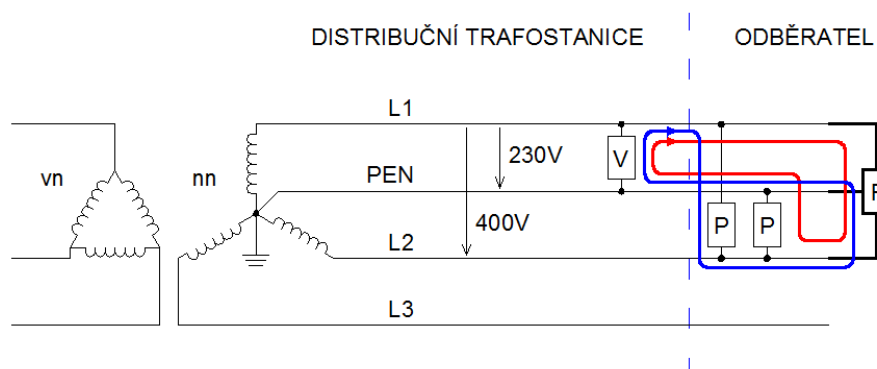 DISTRIBUČNÍ TRAFOSTANICE
ODBĚRATEL
L1
230V
V
vn
nn
PEN
400V
P
P
L2
L3